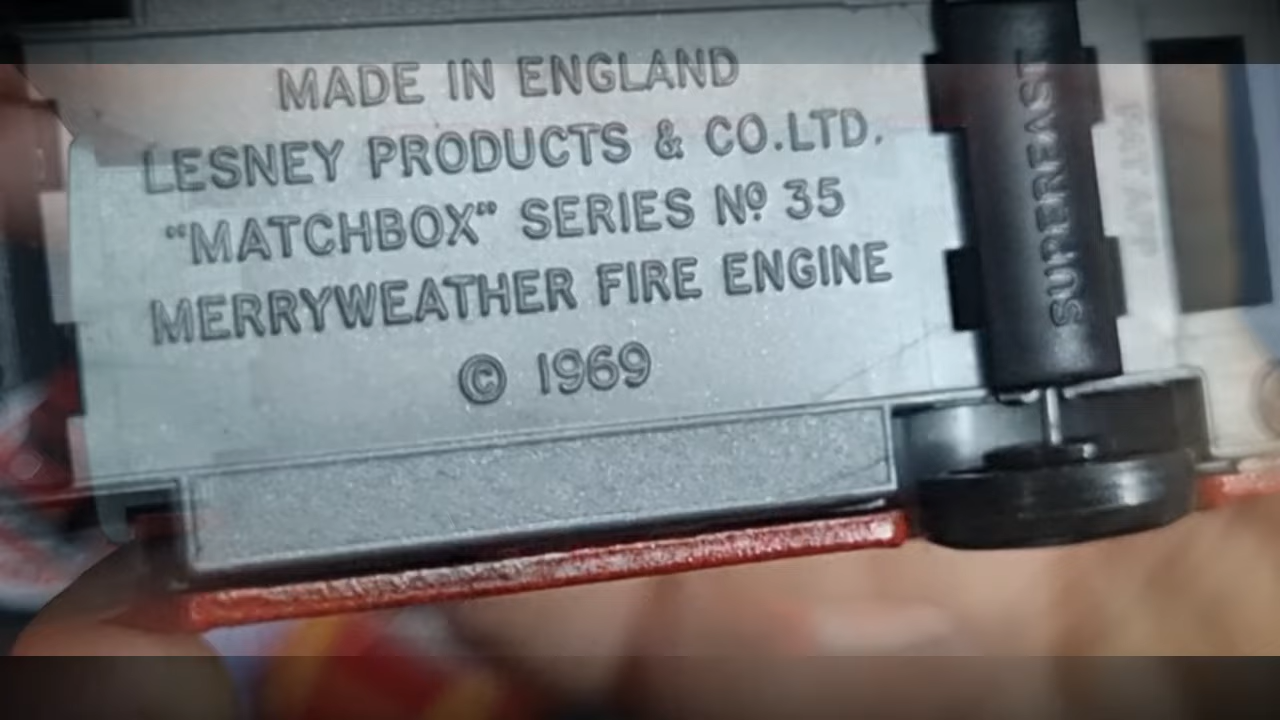 MADE IN ENGLAND
LESNEY PRODUCTS & CO.LTD.
"MATCHBOX" SERIES Nº 35
MERRYWEATHER FIRE ENGINE
© 1969
SUPERFAST